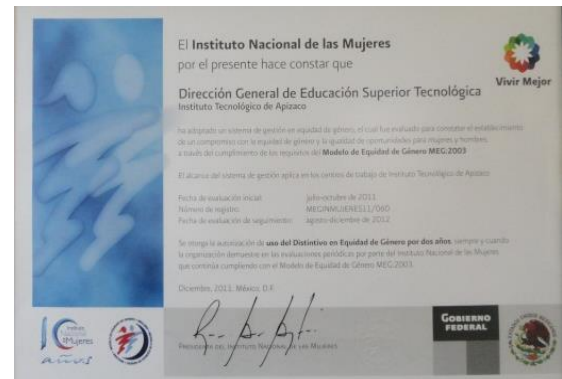 El Instituto Nacional de las Mujeres
por el presente hace constar que
Vivir Mejor
Dirección General de Educación Superior Tecnológica
Instituto Tecnológico de Apizaco
ha adoptado un sistema de gestión en equidad de género, el cual fue evaluado para constatar el establecimiento
de un compromiso con la equidad de género y la igualdad de oportunidades para mujeres y hombres,
a través del cumplimiento de los requisitos del Modelo de Equidad de Género MEG:2003
El alcance del sistema de gestión aplica en los centros de trabajo de Instituto Tecnológico de Apizaco
Fecha de evaluación inicial: julio-octubre de 2011
Número de registro: MEGINMUJERES11/060
Fecha de evaluación de seguimiento: agosto-diciembre de 2012
Se otorga la autorización de uso del Distintivo en Equidad de Género por dos años, siempre y cuando
la organización demuestre en las evaluaciones periódicas por parte del Instituto Nacional de las Mujeres
que continúa cumpliendo con el Modelo de Equidad de Género MEG:2003.
Diciembre, 2011, México, D.F.
Instituto
Nacional
de las
Mujeres
años
Presidenta del Instituto Nacional de las Mujeres
Gobierno
Federal